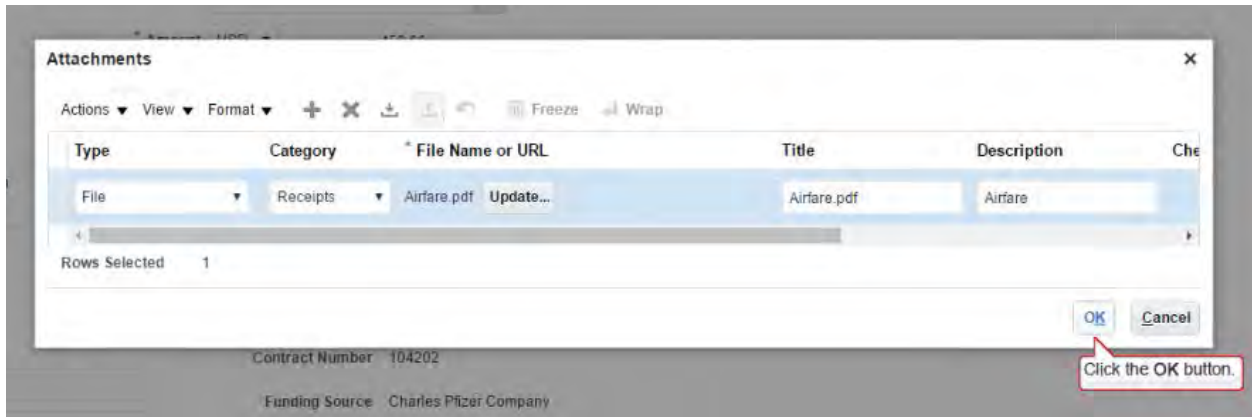 Attachments ×
Actions ▼ View ▼ Format ▼ Freeze Wrap
Type Category * File Name or URL Title Description Che
File Receipts Airfare.pdf Update... Airfare.pdf Airfare
Rows Selected 1
OK Cancel
Click the OK button.
Contract Number 104202
Funding Source Charles Pfizer Company